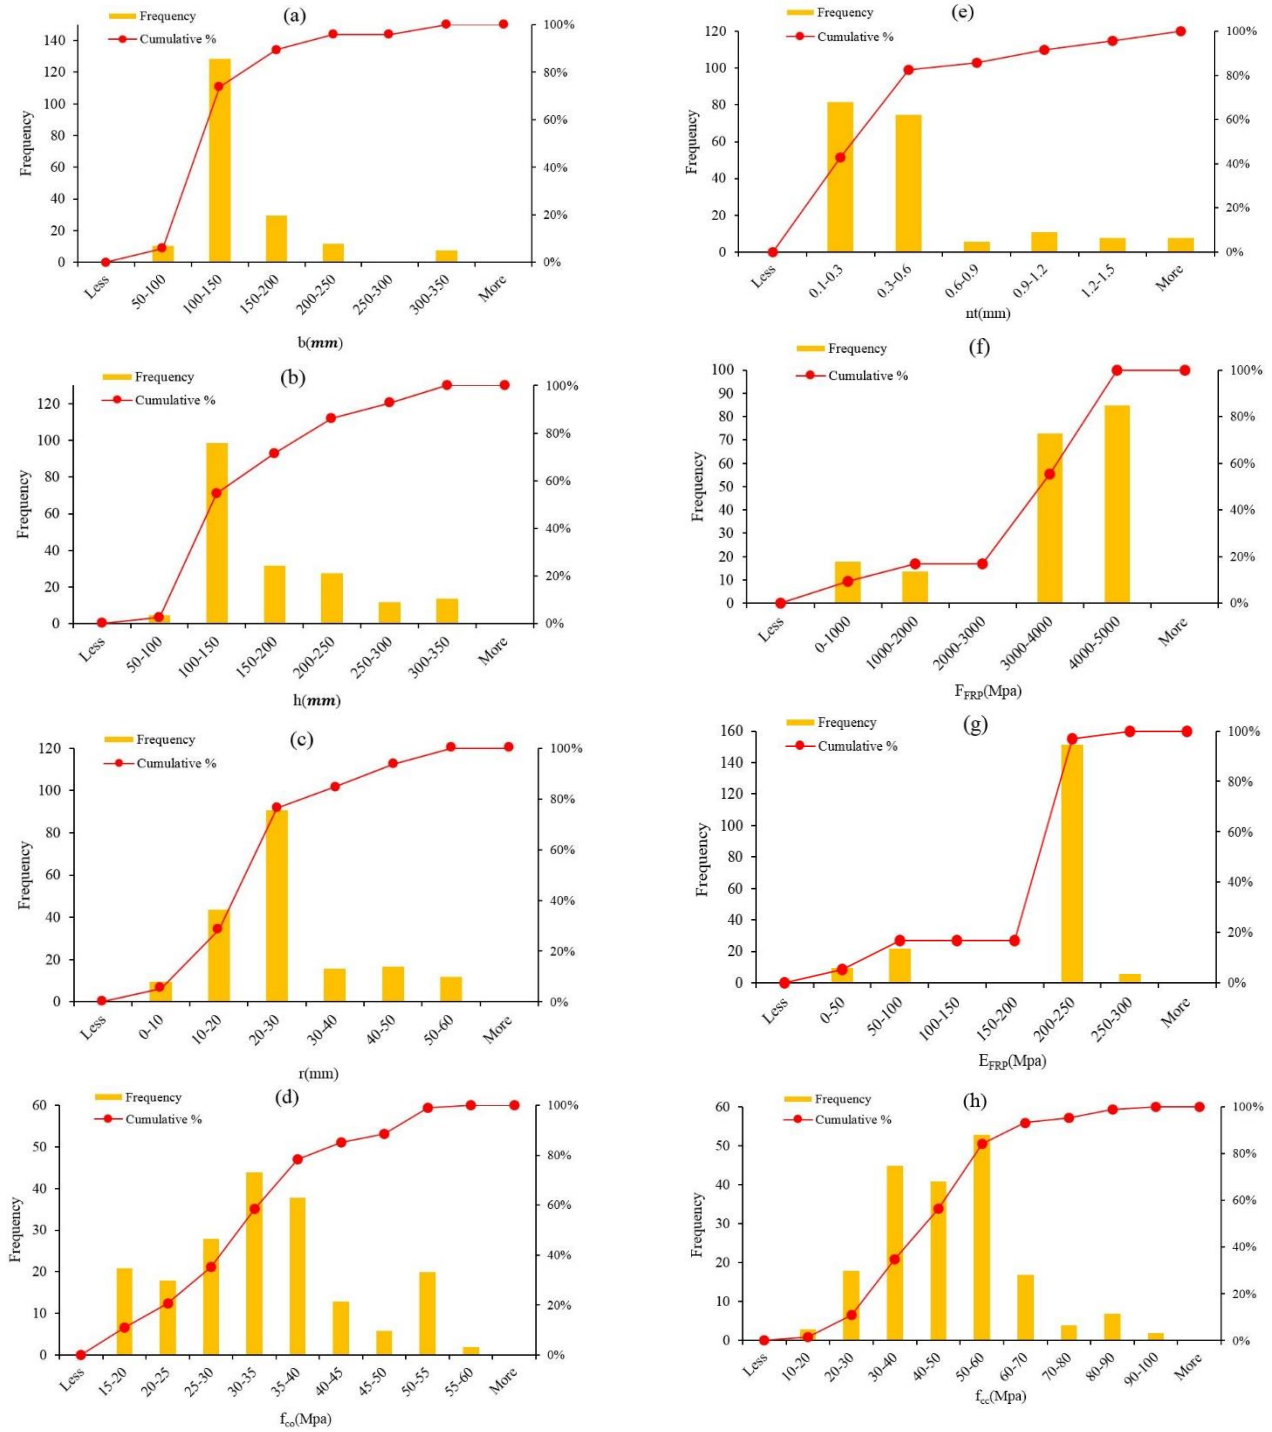 (a)
Frequency
Cumulative %
140
120
100
80
60
40
20
0
100%
80%
60%
40%
20%
0%
Frequency
Less
50-100
100-150
150-200
200-250
250-300
300-350
More
b(mm)
(b)
Frequency
Cumulative %
120
100
80
60
40
20
0
100%
80%
60%
40%
20%
0%
Frequency
Less
50-100
100-150
150-200
200-250
250-300
300-350
More
h(mm)
(c)
Frequency
Cumulative %
120
100
80
60
40
20
0
100%
80%
60%
40%
20%
0%
Frequency
Less
0-10
10-20
20-30
30-40
40-50
50-60
More
r(mm)
(d)
Frequency
Cumulative %
60
50
40
30
20
10
0
100%
80%
60%
40%
20%
0%
Frequency
Less
15-20
20-25
25-30
30-35
35-40
40-45
45-50
50-55
55-60
More
fco(Mpa)
(e)
Frequency
Cumulative %
120
100
80
60
40
20
0
100%
80%
60%
40%
20%
0%
Frequency
Less
0.1-0.3
0.3-0.6
0.6-0.9
0.9-1.2
1.2-1.5
More
nt(mm)
(f)
Frequency
Cumulative %
100
90
80
70
60
50
40
30
20
10
0
100%
80%
60%
40%
20%
0%
Frequency
Less
0-1000
1000-2000
2000-3000
3000-4000
4000-5000
More
FFRP(Mpa)
(g)
Frequency
Cumulative %
160
140
120
100
80
60
40
20
0
100%
80%
60%
40%
20%
0%
Frequency
Less
0-50
50-100
100-150
150-200
200-250
250-300
More
EFRP(Mpa)
(h)
Frequency
Cumulative %
60
50
40
30
20
10
0
100%
80%
60%
40%
20%
0%
Frequency
Less
10-20
20-30
30-40
40-50
50-60
60-70
70-80
80-90
90-100
More
fcc(Mpa)